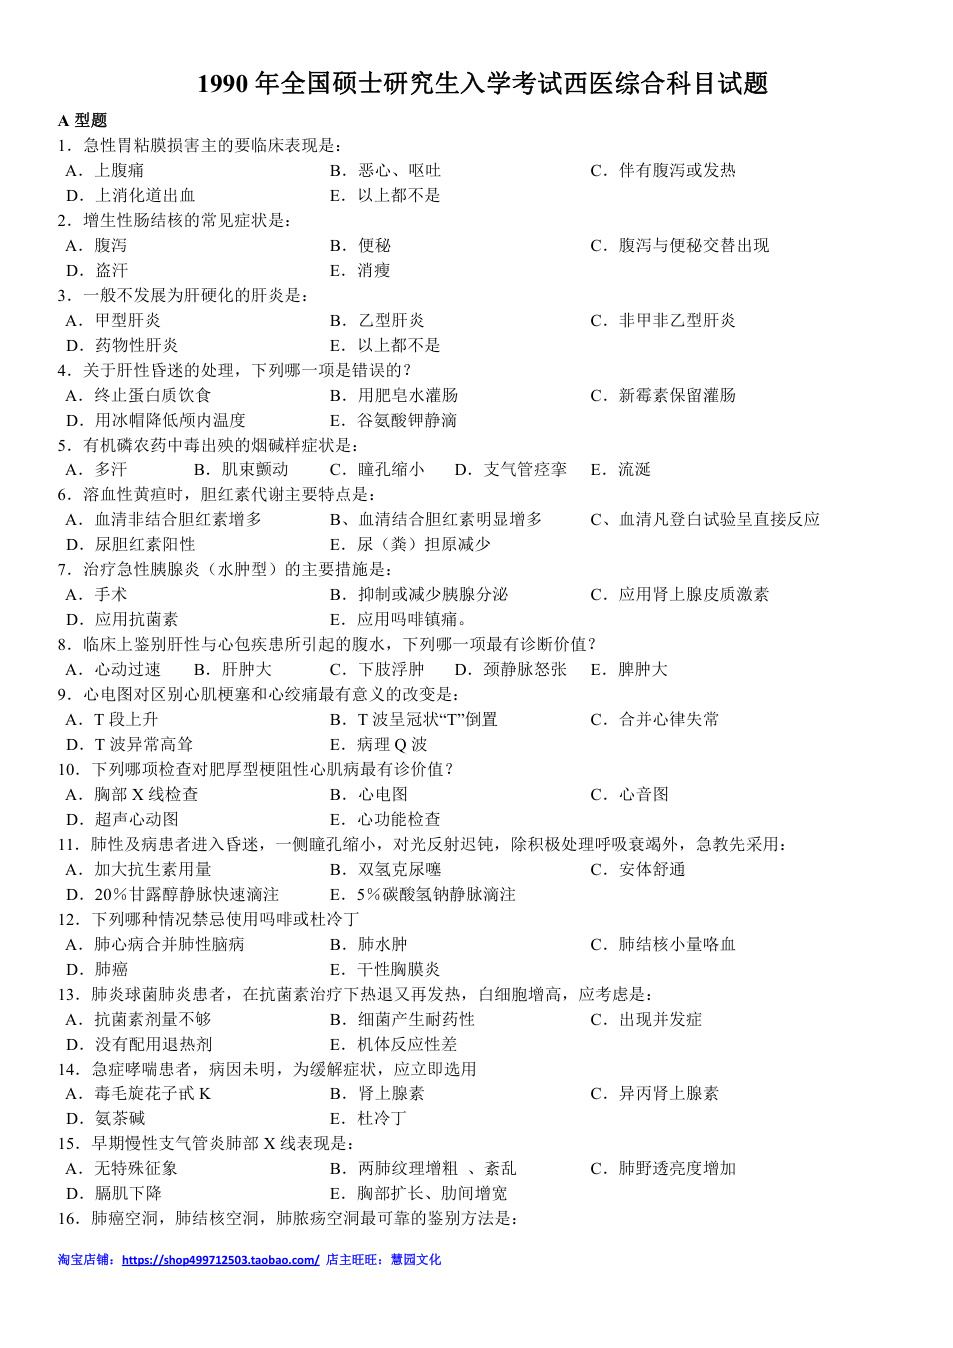 1990 年全国硕士研究生入学考试西医综合科目试题
A 型题
1．急性胃粘膜损害主的要临床表现是：
A．上腹痛 B．恶心、呕吐 C．伴有腹泻或发热
D．上消化道出血 E．以上都不是
2．增生性肠结核的常见症状是：
A．腹泻 B．便秘 C．腹泻与便秘交替出现
D．盗汗 E．消瘦
3．一般不发展为肝硬化的肝炎是：
A．甲型肝炎 B．乙型肝炎 C．非甲非乙型肝炎
D．药物性肝炎 E．以上都不是
4．关于肝性昏迷的处理，下列哪一项是错误的？
A．终止蛋白质饮食 B．用肥皂水灌肠 C．新霉素保留灌肠
D．用冰帽降低颅内温度 E．谷氨酸钾静滴
5．有机磷农药中毒出殃的烟碱样症状是：
A．多汗 B．肌束颤动 C．瞳孔缩小 D．支气管痉挛 E．流涎
6．溶血性黄疸时，胆红素代谢主要特点是：
A．血清非结合胆红素增多 B、血清结合胆红素明显增多 C、血清凡登白试验呈直接反应
D．尿胆红素阳性 E．尿（粪）担原减少
7．治疗急性胰腺炎（水肿型）的主要措施是：
A．手术 B．抑制或减少胰腺分泌 C．应用肾上腺皮质激素
D．应用抗菌素 E．应用吗啡镇痛。
8．临床上鉴别肝性与心包疾患所引起的腹水，下列哪一项最有诊断价值？
A．心动过速 B．肝肿大 C．下肢浮肿 D．颈静脉怒张 E．脾肿大
9．心电图对区别心肌梗塞和心绞痛最有意义的改变是：
A．T 段上升 B．T 波呈冠状“T”倒置 C．合并心律失常
D．T 波异常高耸 E．病理 Q 波
10．下列哪项检查对肥厚型梗阻性心肌病最有诊价值？
A．胸部 X 线检查 B．心电图 C．心音图
D．超声心动图 E．心功能检查
11．肺性及病患者进入昏迷，一侧瞳孔缩小，对光反射迟钝，除积极处理呼吸衰竭外，急教先采用：
A．加大抗生素用量 B．双氢克尿噻 C．安体舒通
D．20％甘露醇静脉快速滴注 E．5％碳酸氢钠静脉滴注
12．下列哪种情况禁忌使用吗啡或杜冷丁
A．肺心病合并肺性脑病 B．肺水肿 C．肺结核小量咯血
D．肺癌 E．干性胸膜炎
13．肺炎球菌肺炎患者，在抗菌素治疗下热退又再发热，白细胞增高，应考虑是：
A．抗菌素剂量不够 B．细菌产生耐药性 C．出现并发症
D．没有配用退热剂 E．机体反应性差
14．急症哮喘患者，病因未明，为缓解症状，应立即选用
A．毒毛旋花子甙 K B．肾上腺素 C．异丙肾上腺素
D．氨茶碱 E．杜冷丁
15．早期慢性支气管炎肺部 X 线表现是：
A．无特殊征象 B．两肺纹理增粗 、紊乱 C．肺野透亮度增加
D．膈肌下降 E．胸部扩长、肋间增宽
16．肺癌空洞，肺结核空洞，肺脓疡空洞最可靠的鉴别方法是：
淘宝店铺：https://shop499712503.taobao.com/ 店主旺旺：慧园文化